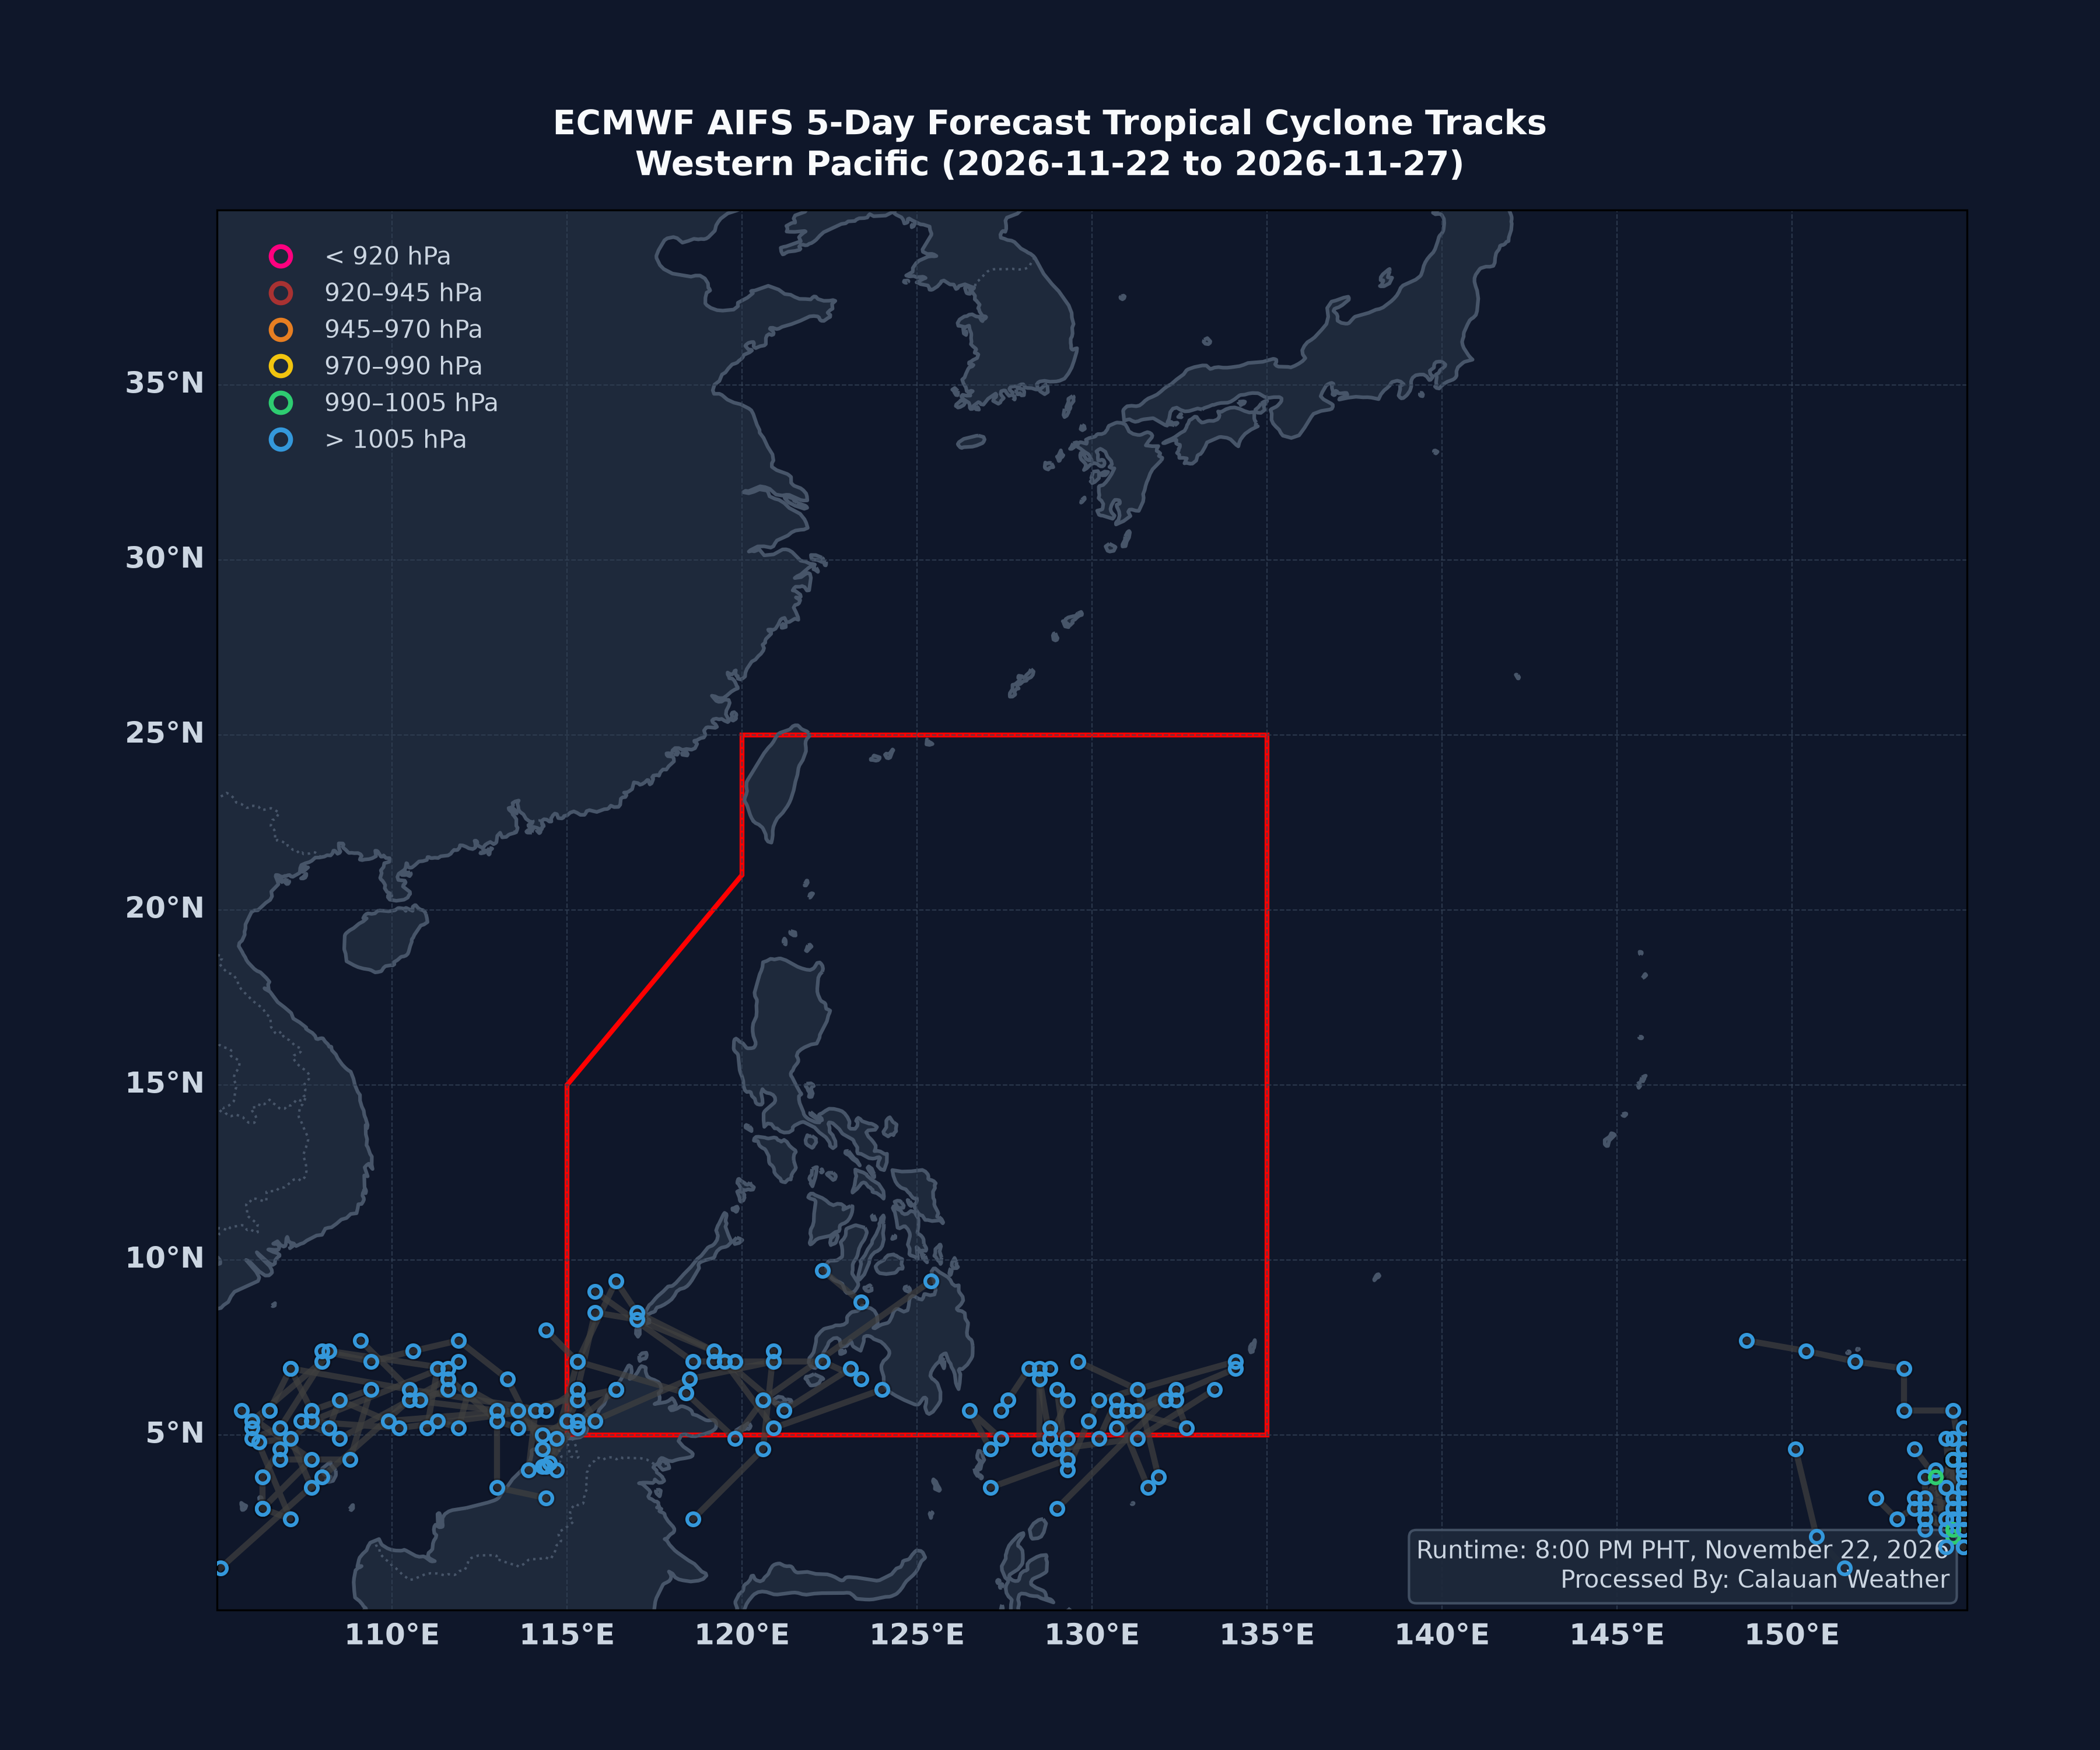 ECMWF AIFS 5-Day Forecast Tropical Cyclone Tracks
Western Pacific (2026-11-22 to 2026-11-27)
< 920 hPa
920–945 hPa
945–970 hPa
970–990 hPa
990–1005 hPa
> 1005 hPa
35°N
30°N
25°N
20°N
15°N
10°N
5°N
Runtime: 8:00 PM PHT, November 22, 2026
Processed By: Calauan Weather
110°E
115°E
120°E
125°E
130°E
135°E
140°E
145°E
150°E